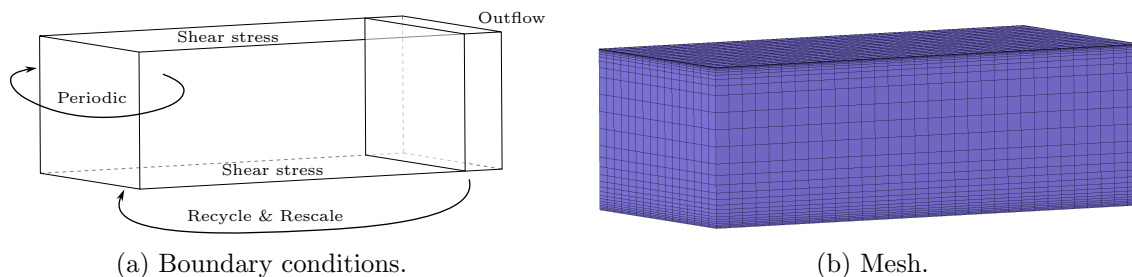 Outflow
Shear stress
Periodic
Shear stress
Recycle & Rescale
(a) Boundary conditions.
(b) Mesh.